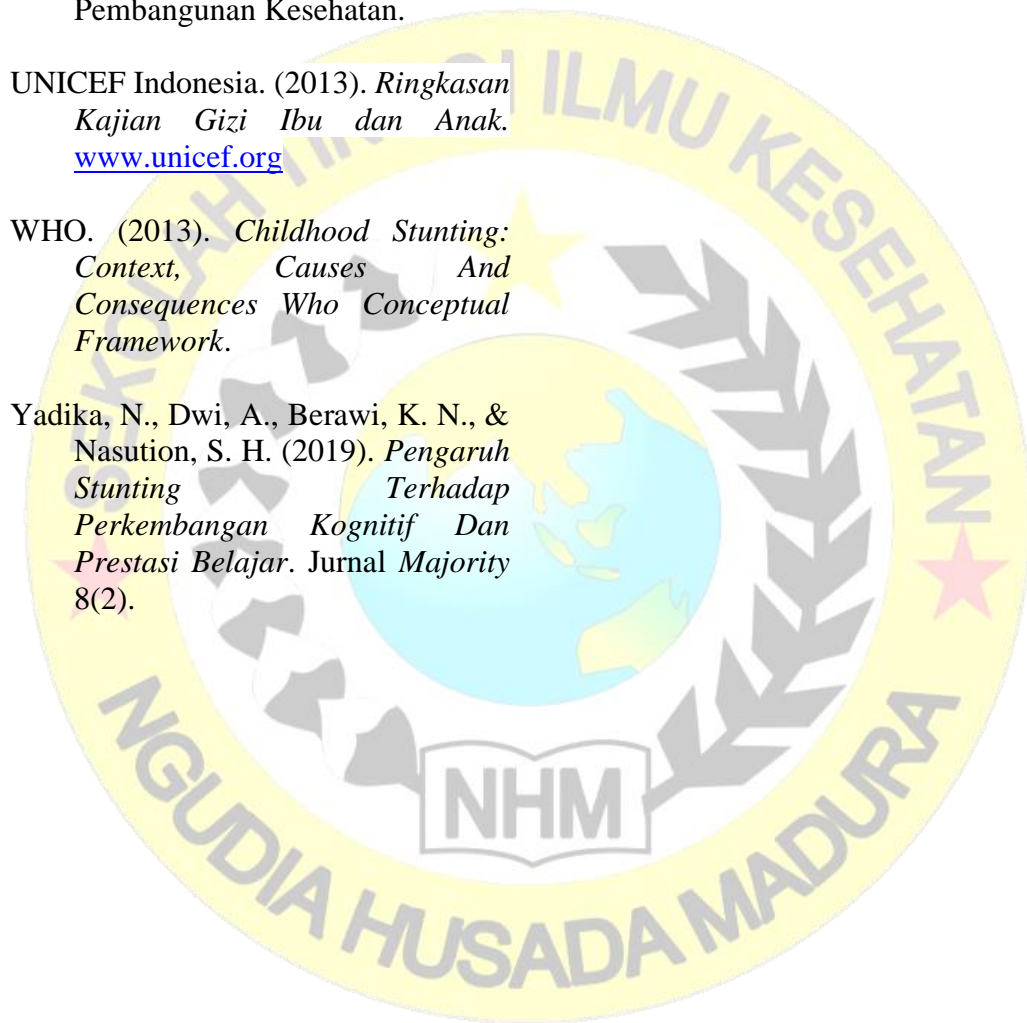 Pembangunan Kesehatan.
UNICEF Indonesia. (2013). Ringkasan
Kajian Gizi Ibu dan Anak.
www.unicef.org
WHO. (2013). Childhood Stunting:
Context, Causes And
Consequences Who Conceptual
Framework.
Yadika, N., Dwi, A., Berawi, K. N., &
Nasution, S. H. (2019). Pengaruh
Stunting Terhadap
Perkembangan Kognitif Dan
Prestasi Belajar. Jurnal Majority
8(2).
SEKOLAH TINGGI ILMU KESEHATAN
NHM
NGUDIA HUSADA MADURA